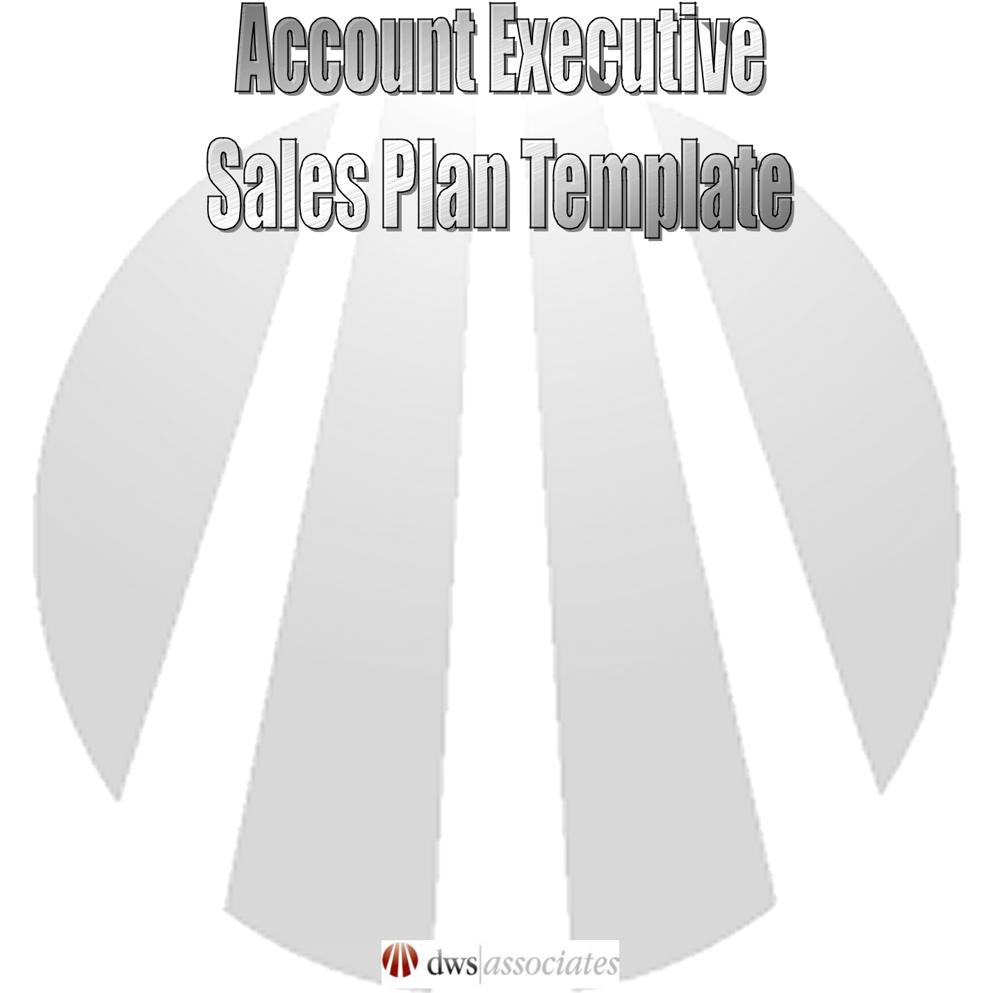 Account Executive
Sales Plan Template
dws|associates